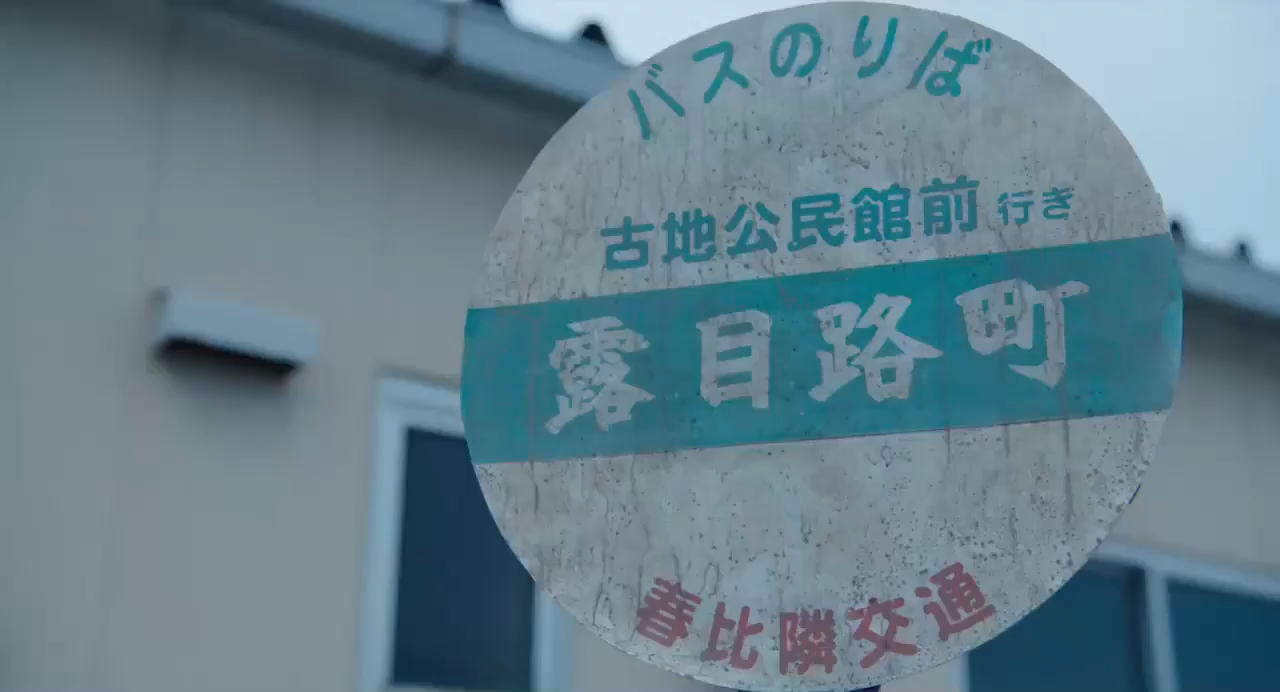 バスのりば
古地公民館前 行き
露目路町
春比隣交通